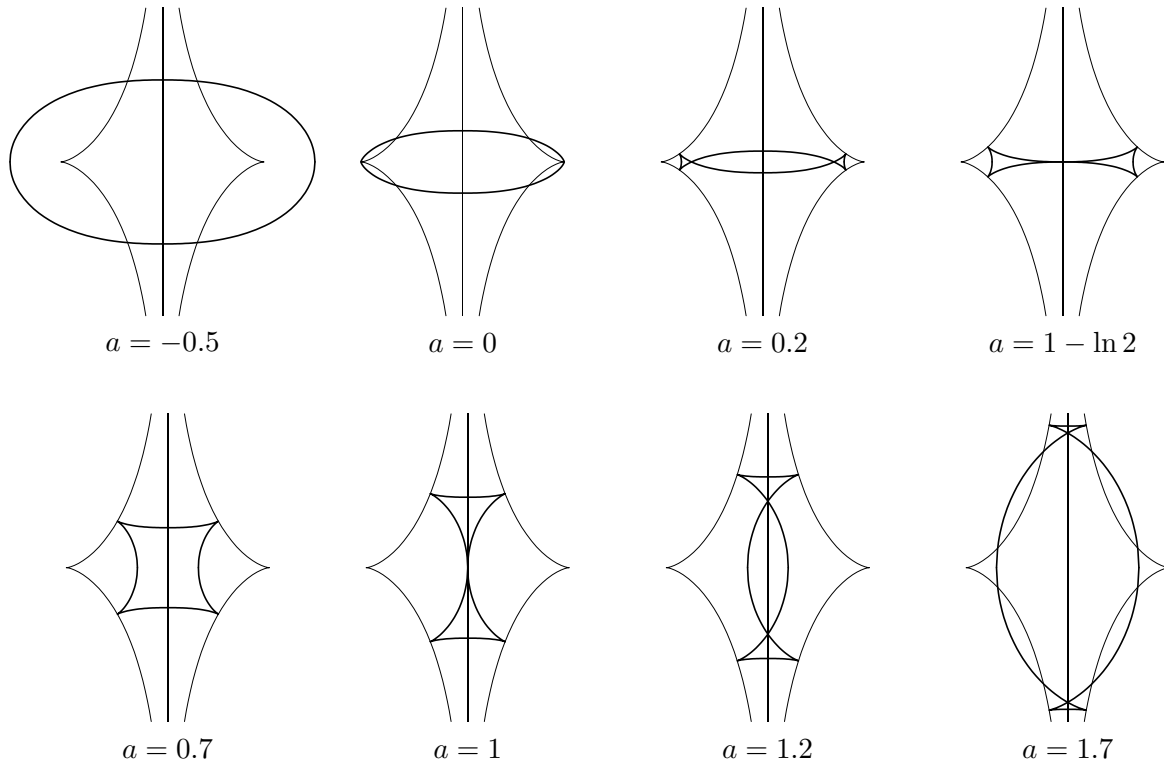 a = −0.5
a = 0
a = 0.2
a = 1 − ln 2
a = 0.7
a = 1
a = 1.2
a = 1.7